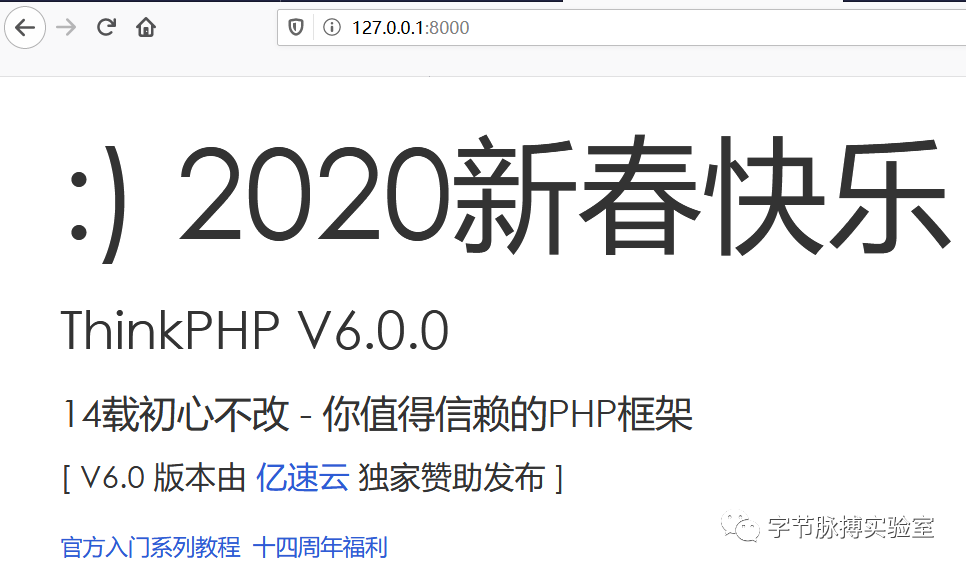 127.0.0.1:8000
:) 2020新春快乐
ThinkPHP V6.0.0
14载初心不改 - 你值得信赖的PHP框架
[ V6.0 版本由 亿速云 独家赞助发布 ]
官方入门系列教程 十四周年福利
字节脉搏实验室